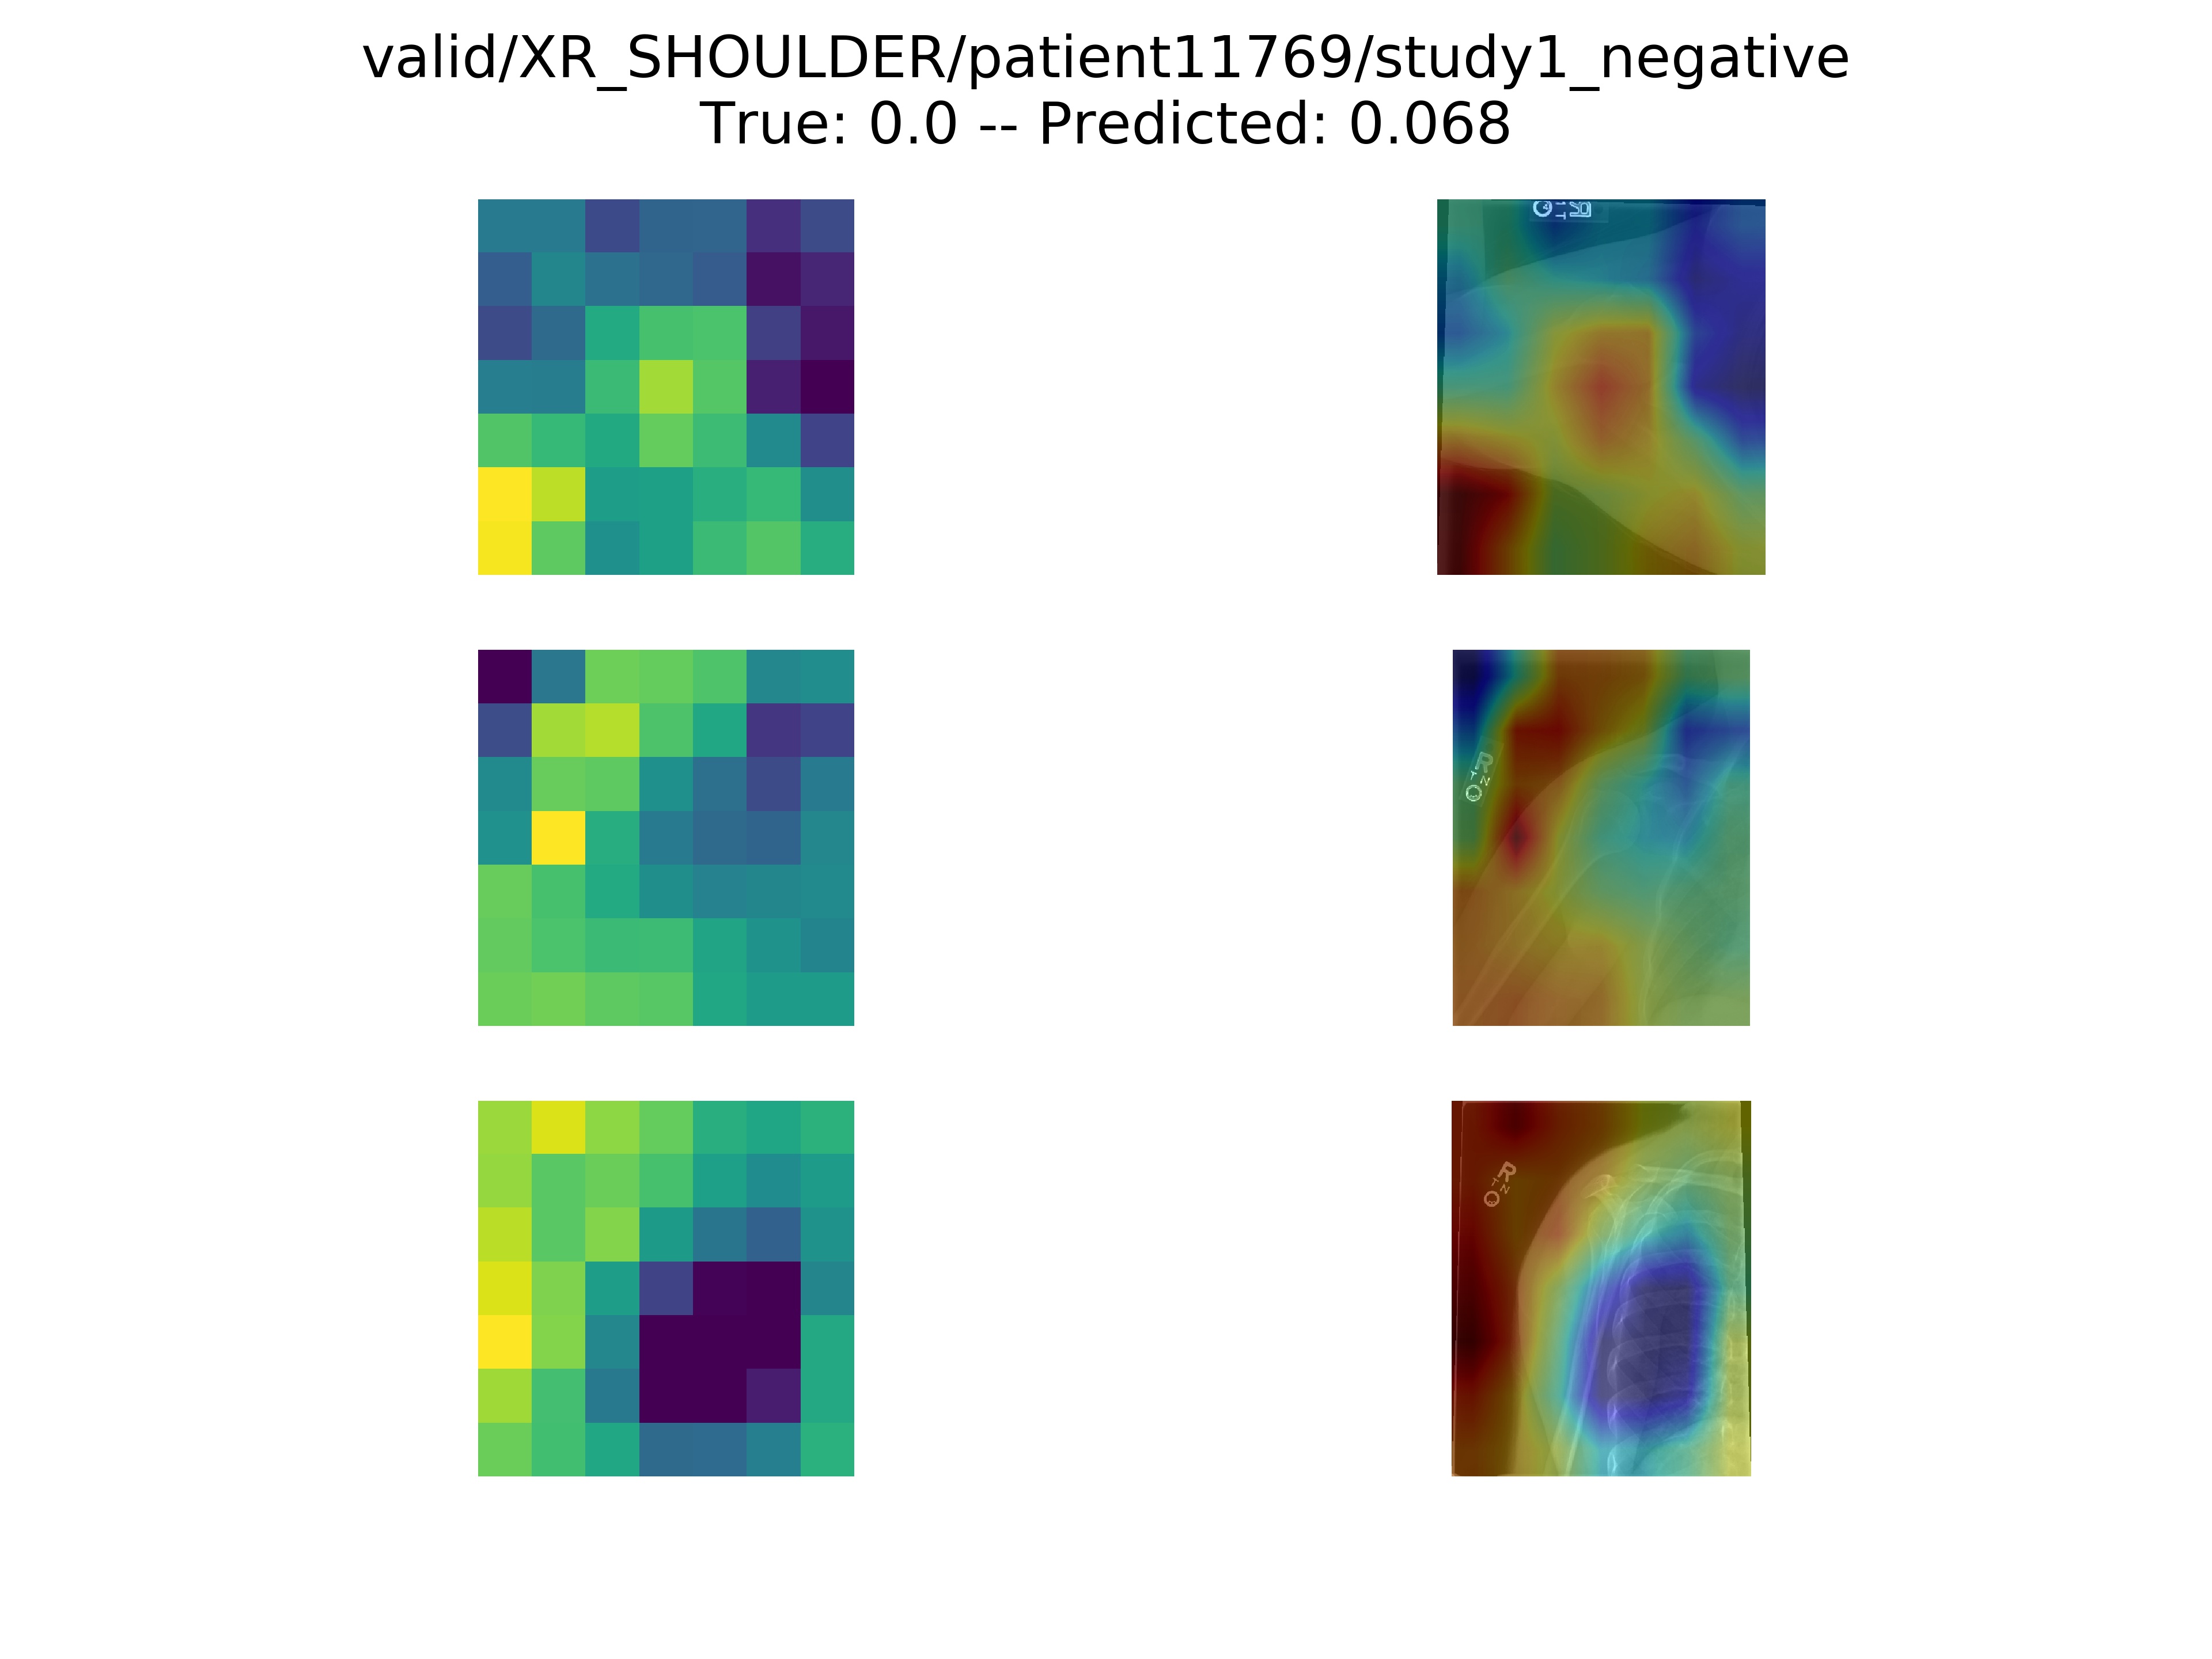 valid/XR_SHOULDER/patient11769/study1_negative
True: 0.0 -- Predicted: 0.068
R
R